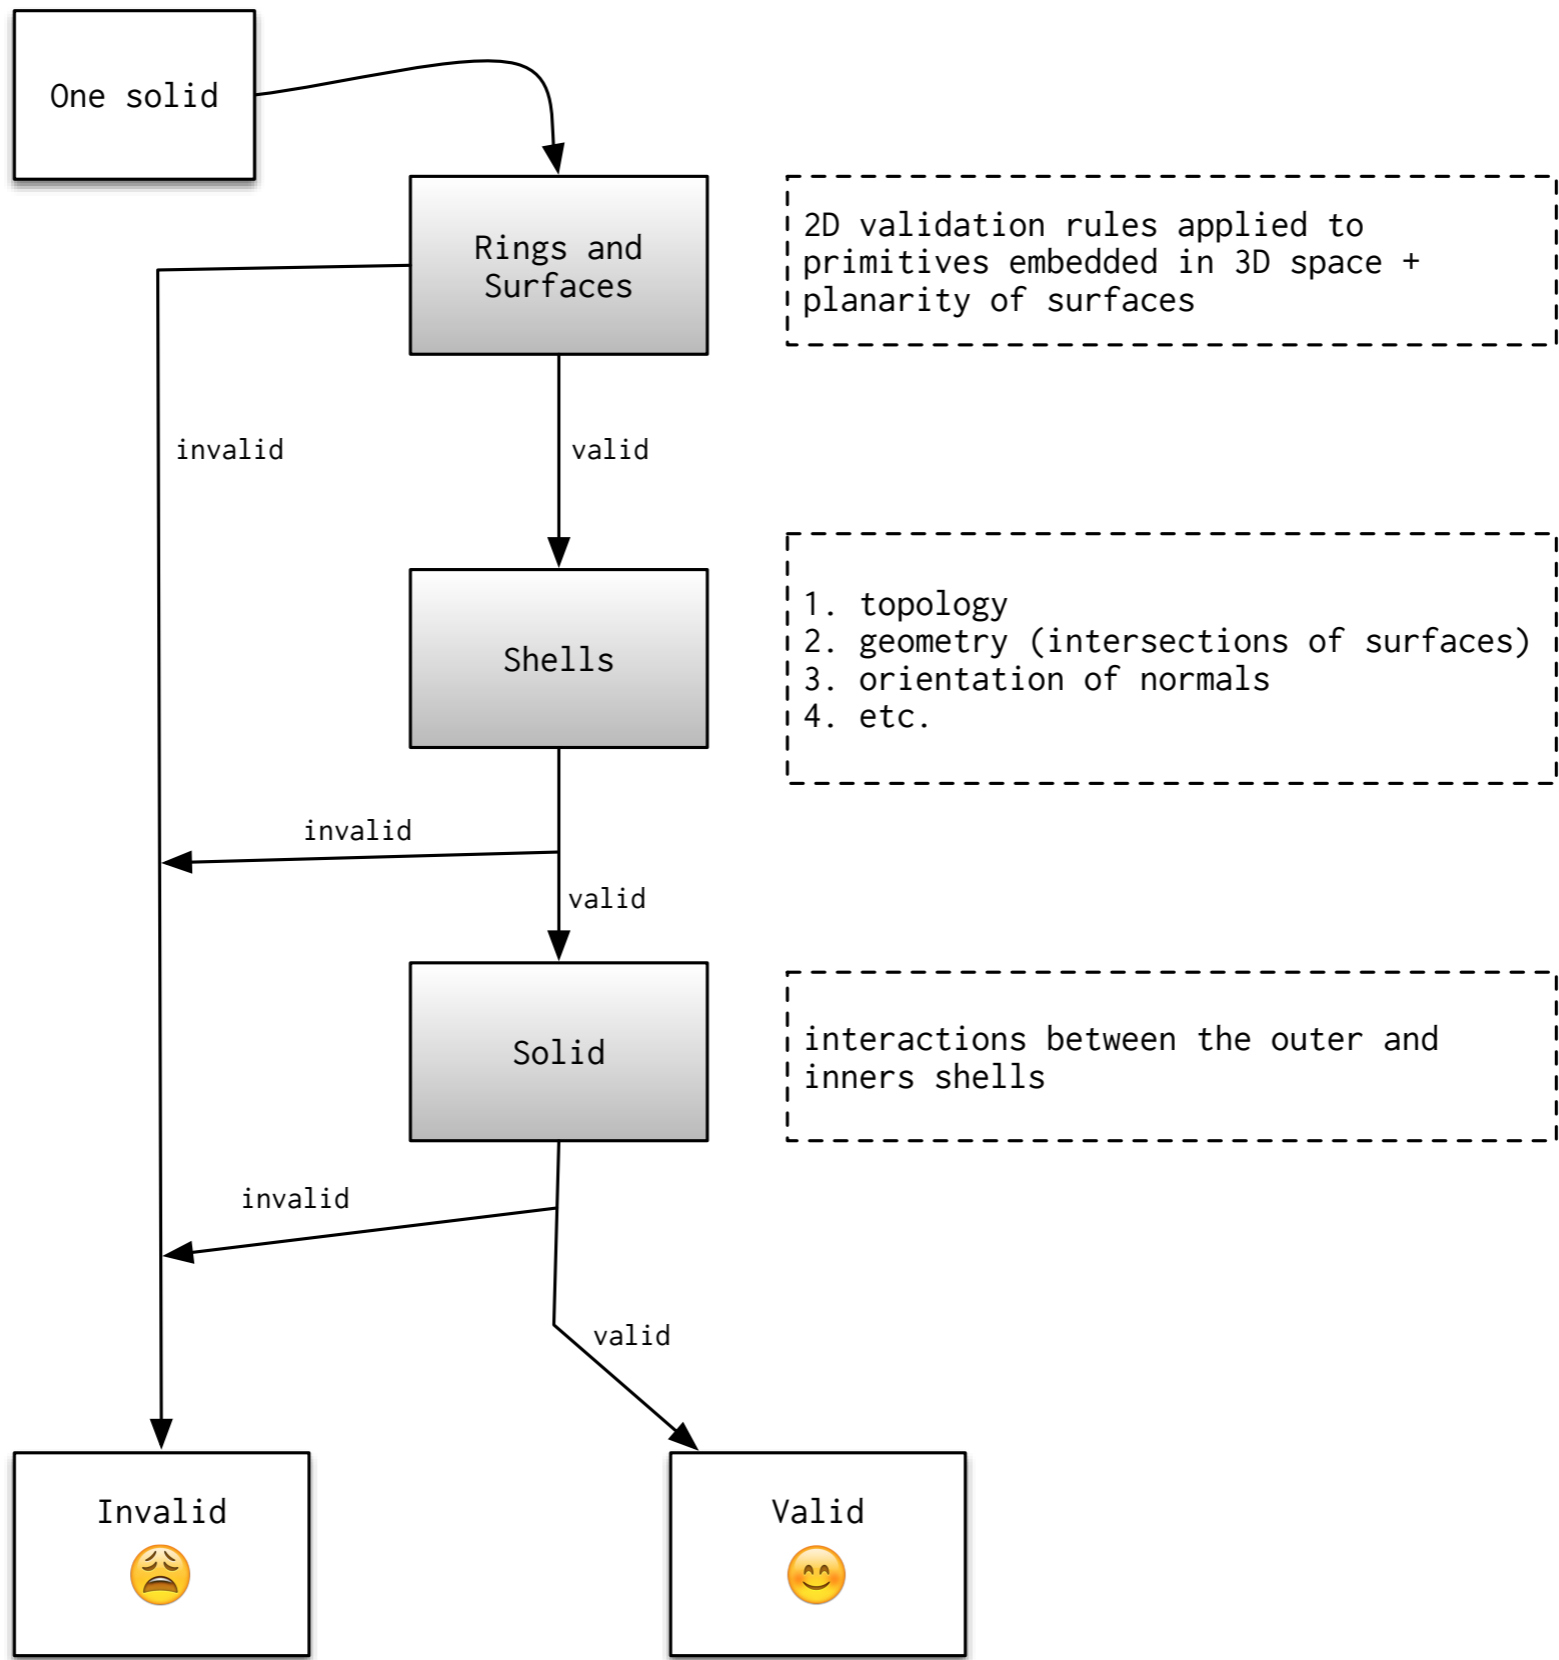 One solid
Rings and
Surfaces
2D validation rules applied to
primitives embedded in 3D space +
planarity of surfaces
invalid
valid
Shells
1. topology
2. geometry (intersections of surfaces)
3. orientation of normals
4. etc.
invalid
valid
Solid
interactions between the outer and
inners shells
invalid
valid
Invalid
Valid